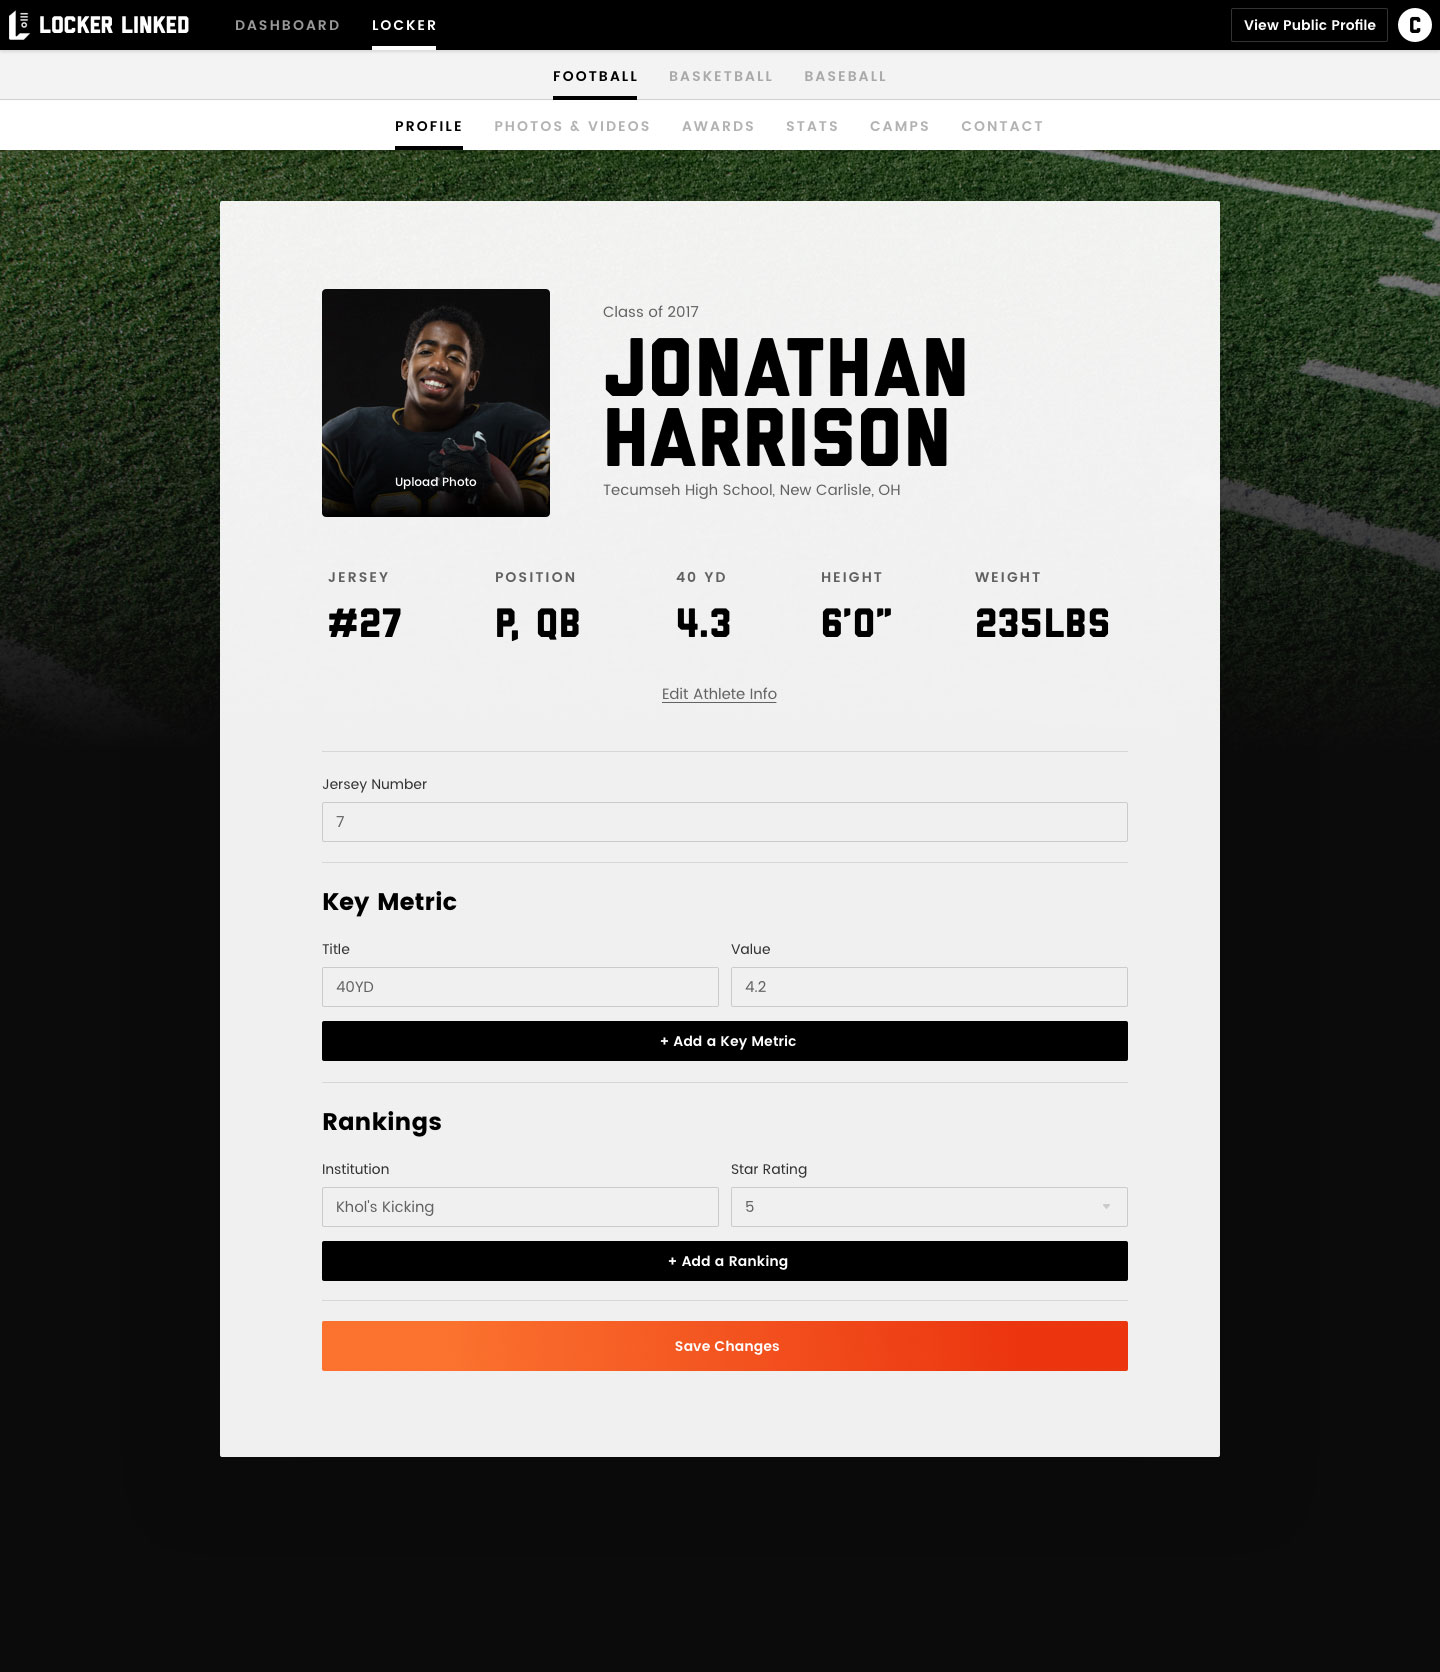 LOCKER LINKED
DASHBOARD LOCKER
View Public Profile
C
FOOTBALL BASKETBALL BASEBALL
PROFILE PHOTOS & VIDEOS AWARDS STATS CAMPS CONTACT
Class of 2017
JONATHAN
HARRISON
Tecumseh High School, New Carlisle, OH
Upload Photo
JERSEY POSITION 40 YD HEIGHT WEIGHT
#27 P, QB 4.3 6'0" 235LBS
Edit Athlete Info
Jersey Number
7
Key Metric
Title Value
40YD 4.2
+ Add a Key Metric
Rankings
Institution Star Rating
Khol's Kicking 5
+ Add a Ranking
Save Changes